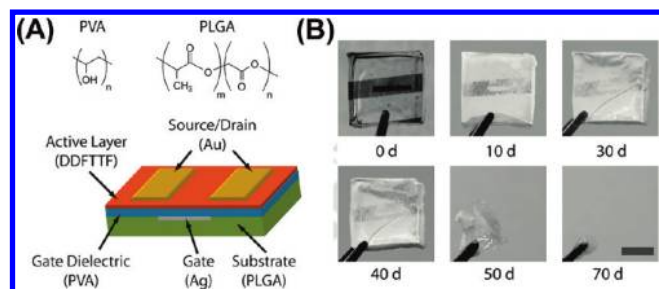 (A)
PVA
PLGA
OH
n
O
O
CH3
m
O
O
n
Source/Drain
(Au)
Active Layer
(DDFTTF)
Gate Dielectric
(PVA)
Gate
(Ag)
Substrate
(PLGA)
(B)
0 d
10 d
30 d
40 d
50 d
70 d